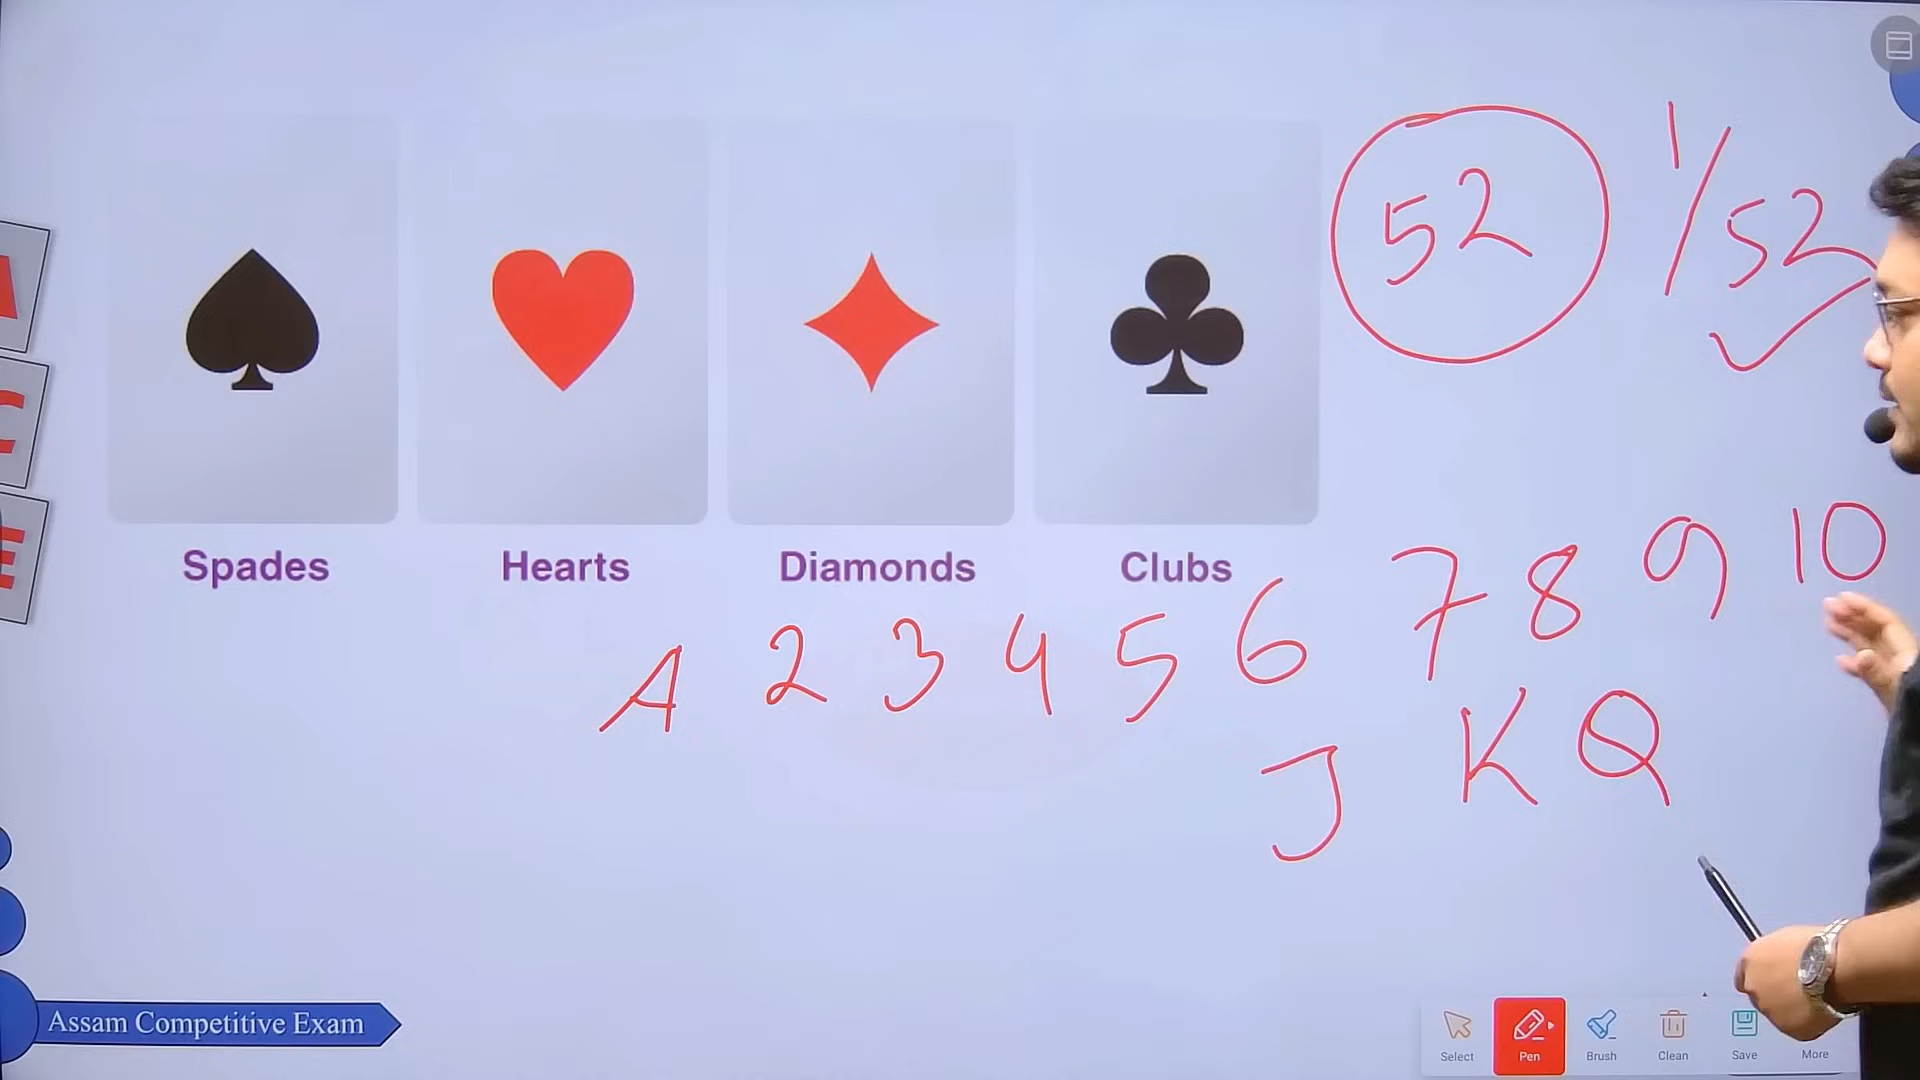 52
1/52
A
C
E
Spades Hearts Diamonds Clubs
A 2 3 4 5 6 7 8 9 10
J K Q
Assam Competitive Exam
Select Pen Brush Clean Save More